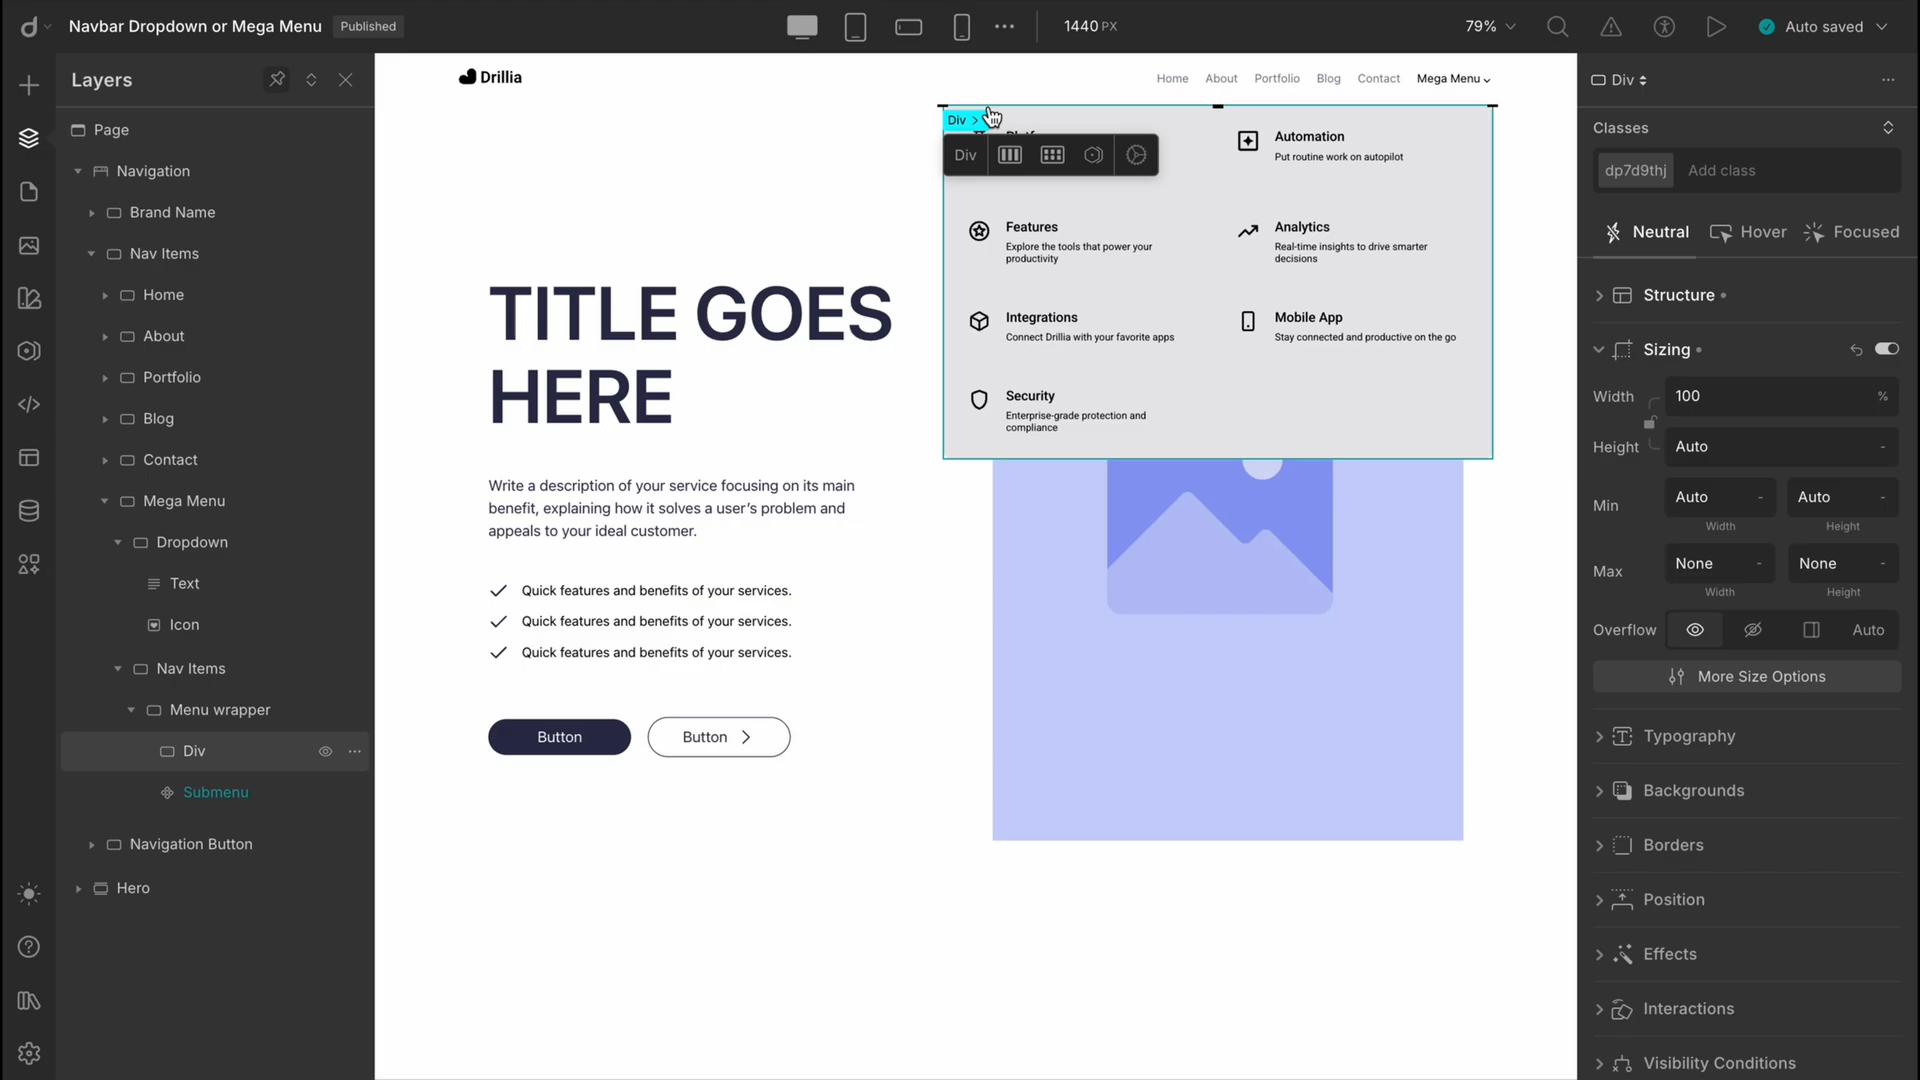 Navbar Dropdown or Mega Menu
Published
1440 PX
79%
Auto saved
Layers
Page
Navigation
Brand Name
Nav Items
Home
About
Portfolio
Blog
Contact
Mega Menu
Dropdown
Text
Icon
Nav Items
Menu wrapper
Div
Submenu
Navigation Button
Hero
Drillia
Home
About
Portfolio
Blog
Contact
Mega Menu
Div
Div
Automation
Put routine work on autopilot
Features
Explore the tools that power your
productivity
Analytics
Real-time insights to drive smarter
decisions
Integrations
Connect Drillia with your favorite apps
Mobile App
Stay connected and productive on the go
Security
Enterprise-grade protection and
compliance
TITLE GOES
HERE
Write a description of your service focusing on its main
benefit, explaining how it solves a user's problem and
appeals to your ideal customer.
Quick features and benefits of your services.
Quick features and benefits of your services.
Quick features and benefits of your services.
Button
Button
Div
Classes
dp7d9thj
Add class
Neutral
Hover
Focused
Structure
Sizing
Width
100
%
Height
Auto
-
Min
Auto
-
Auto
-
Width
Height
Max
None
-
None
-
Width
Height
Overflow
Auto
More Size Options
Typography
Backgrounds
Borders
Position
Effects
Interactions
Visibility Conditions